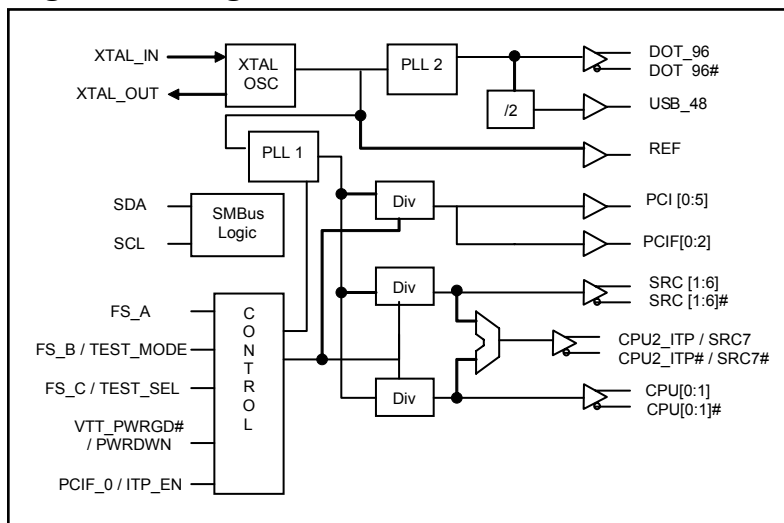 XTAL_IN
XTAL_OUT
XTAL
OSC
PLL 2
/2
DOT_96
DOT_96#
USB_48
REF
PLL 1
SDA
SCL
SMBus
Logic
Div
PCI [0:5]
PCIF[0:2]
FS_A
FS_B / TEST_MODE
FS_C / TEST_SEL
VTT_PWRGD#
/ PWRDWN
PCIF_0 / ITP_EN
C
O
N
T
R
O
L
Div
Div
SRC [1:6]
SRC [1:6]#
CPU2_ITP / SRC7
CPU2_ITP# / SRC7#
CPU[0:1]
CPU[0:1]#